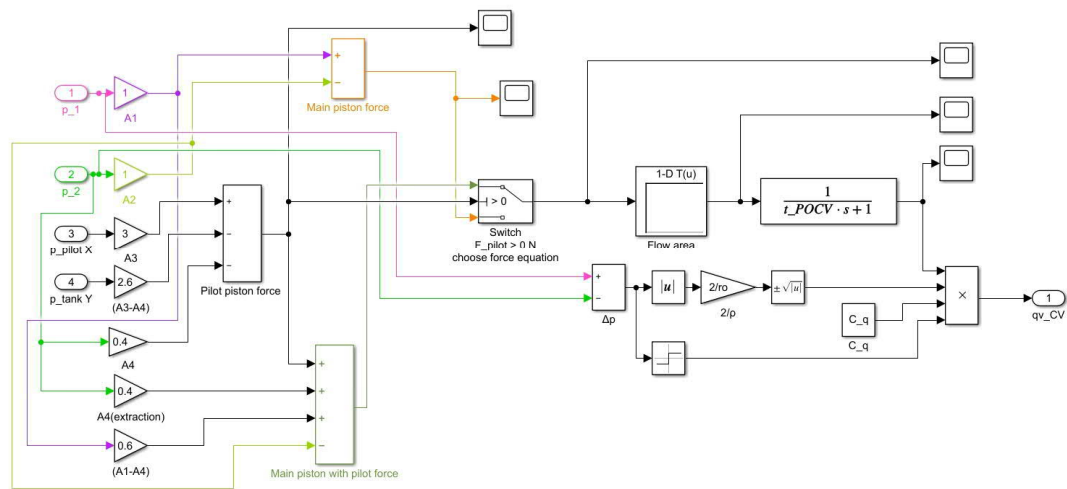 1
p_1
1
A1
+
−
Main piston force
2
p_2
1
A2
3
p_pilot X
3
A3
4
p_tank Y
2.6
(A3-A4)
+
−
−
Pilot piston force
0.4
A4
0.4
A4(extraction)
0.6
(A1-A4)
+
+
+
−
Main piston with pilot force
> 0
Switch
F_pilot > 0 N
choose force equation
1-D T(u)
Flow area
1
t_POCV · s + 1
+
−
Δp
|u|
2/ro
2/ρ
± √|u|
C_q
C_q
×
1
qv_CV